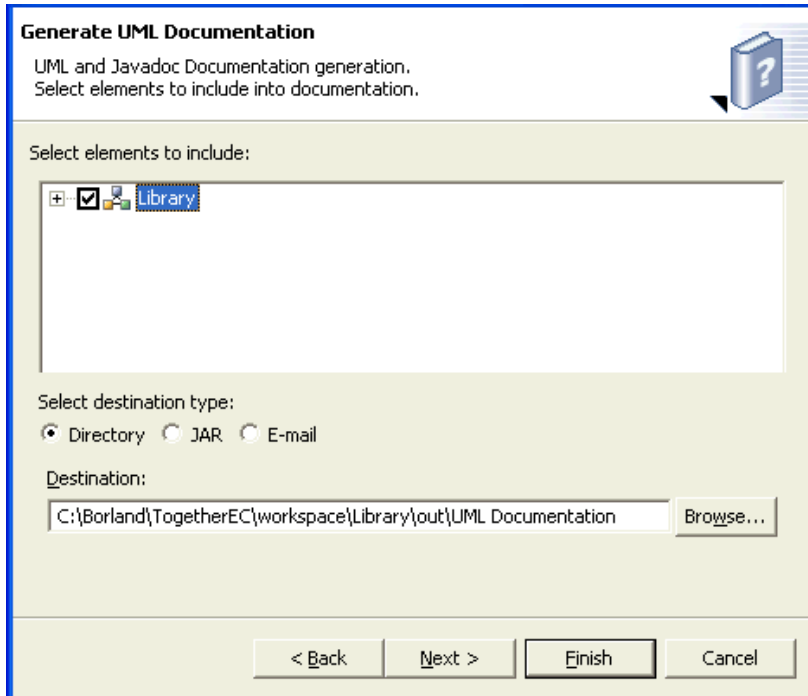 Generate UML Documentation
UML and Javadoc Documentation generation.
Select elements to include into documentation.
?
Select elements to include:
Library
Select destination type:
Directory JAR E-mail
Destination:
C:\Borland\TogetherEC\workspace\Library\out\UML Documentation Browse...
< Back Next > Finish Cancel